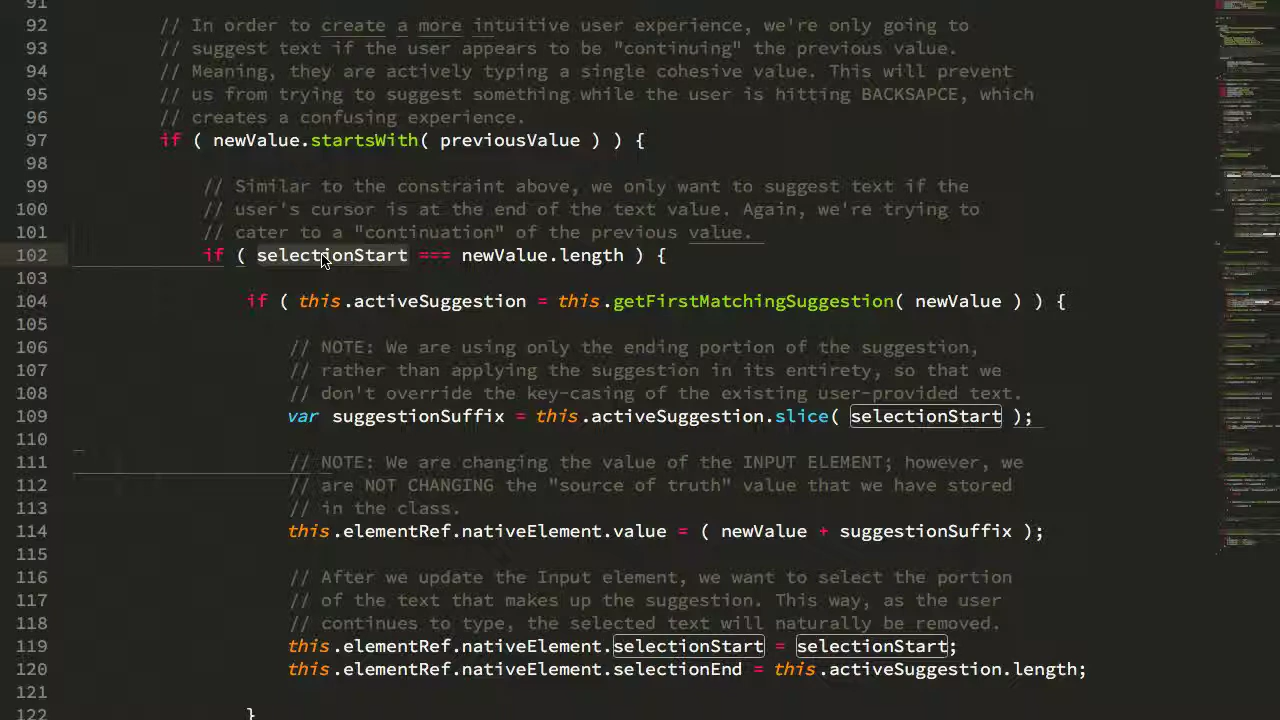 91
92 // In order to create a more intuitive user experience, we're only going to
93 // suggest text if the user appears to be "continuing" the previous value.
94 // Meaning, they are actively typing a single cohesive value. This will prevent
95 // us from trying to suggest something while the user is hitting BACKSAPCE, which
96 // creates a confusing experience.
97 if ( newValue.startsWith( previousValue ) ) {
98
99 // Similar to the constraint above, we only want to suggest text if the
100 // user's cursor is at the end of the text value. Again, we're trying to
101 // cater to a "continuation" of the previous value.
102 if ( selectionStart === newValue.length ) {
103
104 if ( this.activeSuggestion = this.getFirstMatchingSuggestion( newValue ) ) {
105
106 // NOTE: We are using only the ending portion of the suggestion,
107 // rather than applying the suggestion in its entirety, so that we
108 // don't override the key-casing of the existing user-provided text.
109 var suggestionSuffix = this.activeSuggestion.slice( selectionStart );
110
111 // NOTE: We are changing the value of the INPUT ELEMENT; however, we
112 // are NOT CHANGING the "source of truth" value that we have stored
113 // in the class.
114 this.elementRef.nativeElement.value = ( newValue + suggestionSuffix );
115
116 // After we update the Input element, we want to select the portion
117 // of the text that makes up the suggestion. This way, as the user
118 // continues to type, the selected text will naturally be removed.
119 this.elementRef.nativeElement.selectionStart = selectionStart;
120 this.elementRef.nativeElement.selectionEnd = this.activeSuggestion.length;
121
122 }